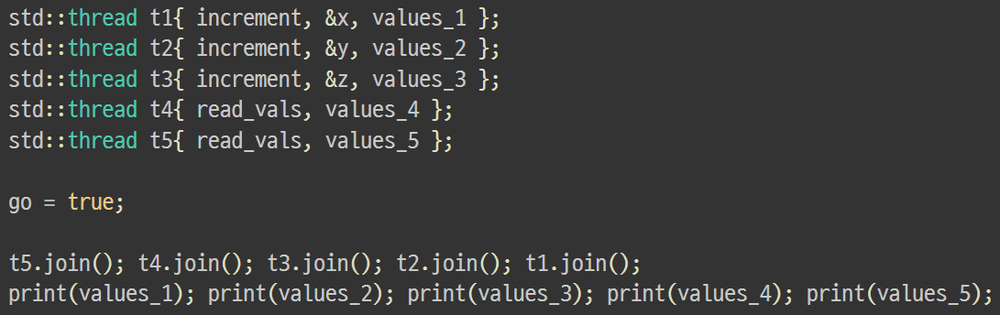 std::thread t1{ increment, &x, values_1 };
std::thread t2{ increment, &y, values_2 };
std::thread t3{ increment, &z, values_3 };
std::thread t4{ read_vals, values_4 };
std::thread t5{ read_vals, values_5 };
go = true;
t5.join(); t4.join(); t3.join(); t2.join(); t1.join();
print(values_1); print(values_2); print(values_3); print(values_4); print(values_5);